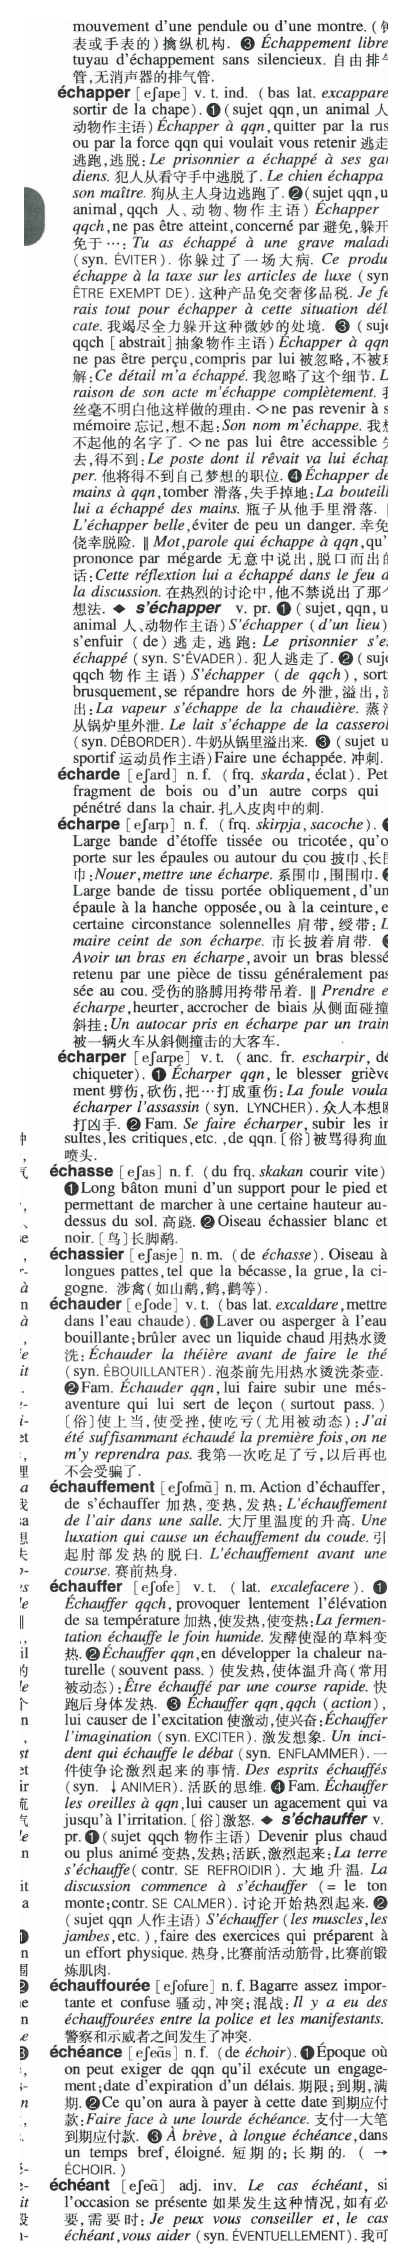 mouvement d'une pendule ou d'une montre. (钟
表或手表的) 擒纵机构. ❸ Échappement libre
tuyau d'échappement sans silencieux. 自由排气
管,无消声器的排气管.
échapper [eʃape] v. t. ind. (bas lat. excappare
sortir de la chape). ❶ (sujet qqn, un animal 人
动物作主语) Échapper à qqn, quitter par la rus
ou par la force qqn qui voulait vous retenir 逃走
逃跑,逃脱: Le prisonnier a échappé à ses gar
diens. 犯人从看守手中逃脱了. Le chien échappa
son maître. 狗从主人身边逃跑了. ❷ (sujet qqn, u
animal, qqch 人、动物、物作主语) Échapper
qqch, ne pas être atteint, concerné par 避免,躲开
免于…: Tu as échappé à une grave maladi
(syn. ÉVITER). 你躲过了一场大病. Ce produ
échappe à la taxe sur les articles de luxe (syn
ÊTRE EXEMPT DE). 这种产品免交奢侈品税. Je fe
rais tout pour échapper à cette situation dél
cate. 我竭尽全力躲开这种微妙的处境. ❸ (suje
qqch [abstrait] 抽象物作主语) Échapper à qqn
ne pas être perçu, compris par lui 被忽略,不被理
解: Ce détail m'a échappé. 我忽略了这个细节. L
raison de son acte m'échappe complètement. 我
丝毫不明白他这样做的理由. ◇ ne pas revenir à s
mémoire 忘记,想不起: Son nom m'échappe. 我想
不起他的名字了. ◇ ne pas lui être accessible 失
去,得不到: Le poste dont il rêvait va lui échap
per. 他将得不到自己梦想的职位. ❹ Échapper de
mains à qqn, tomber 滑落,失手掉地: La bouteill
lui a échappé des mains. 瓶子从他手里滑落. ‖
L'échapper belle, éviter de peu un danger. 幸免
侥幸脱险. ‖ Mot, parole qui échappe à qqn, qu'
prononce par mégarde 无意中说出,脱口而出的
话: Cette réflextion lui a échappé dans le feu d
la discussion. 在热烈的讨论中,他不禁说出了那个
想法. ◆ s'échapper v. pr. ❶ (sujet, qqn, u
animal 人、动物作主语) S'échapper (d'un lieu)
s'enfuir (de) 逃走,逃跑: Le prisonnier s'es
échappé (syn. S'ÉVADER). 犯人逃走了. ❷ (suje
qqch 物作主语) S'échapper (de qqch), sort
brusquement, se répandre hors de 外泄,溢出,流
出: La vapeur s'échappe de la chaudière. 蒸汽
从锅炉里外泄. Le lait s'échappe de la casserol
(syn. DÉBORDER). 牛奶从锅里溢出来. ❸ (sujet u
sportif 运动员作主语) Faire une échappée. 冲刺.
écharde [eʃard] n. f. (frq. skarda, éclat). Pet
fragment de bois ou d'un autre corps qui
pénétré dans la chair. 扎入皮肉中的刺.
écharpe [eʃarp] n. f. (frq. skirpja, sacoche). ❶
Large bande d'étoffe tissée ou tricotée, qu'o
porte sur les épaules ou autour du cou 披巾、长围
巾: Nouer, mettre une écharpe. 系围巾,围围巾. ❷
Large bande de tissu portée obliquement, d'un
épaule à la hanche opposée, ou à la ceinture, e
certaine circonstance solennelles 肩带,绶带: L
maire ceint de son écharpe. 市长披着肩带. ❸
Avoir un bras en écharpe, avoir un bras blessé
retenu par une pièce de tissu généralement pas
sée au cou. 受伤的胳膊用挎带吊着. ‖ Prendre e
écharpe, heurter, accrocher de biais 从侧面碰撞
斜挂: Un autocar pris en écharpe par un train
被一辆火车从斜侧撞击的大客车.
écharper [eʃarpe] v. t. (anc. fr. escharpir, dé
chiqueter). ❶ Écharper qqn, le blesser griève
ment 劈伤,砍伤,把…打成重伤: La foule voula
écharper l'assassin (syn. LYNCHER). 众人本想殴
打凶手. ❷ Fam. Se faire écharper, subir les in
sultes, les critiques, etc., de qqn. [俗] 被骂得狗血
喷头.
échasse [eʃas] n. f. (du frq. skakan courir vite)
❶ Long bâton muni d'un support pour le pied et
permettant de marcher à une certaine hauteur au-
dessus du sol. 高跷. ❷ Oiseau échassier blanc et
noir. [鸟] 长脚鹬.
échassier [eʃasje] n. m. (de échasse). Oiseau à
longues pattes, tel que la bécasse, la grue, la ci-
gogne. 涉禽(如山鹬,鹤,鹳等).
échauder [eʃode] v. t. (bas lat. excaldare, mettre
dans l'eau chaude). ❶ Laver ou asperger à l'eau
bouillante; brûler avec un liquide chaud 用热水烫
洗: Échauder la théière avant de faire le thé
(syn. ÉBOUILLANTER). 泡茶前先用热水烫洗茶壶.
❷ Fam. Échauder qqn, lui faire subir une més-
aventure qui lui sert de leçon (surtout pass.)
[俗] 使上当,使受挫,使吃亏(尤用被动态): J'ai
été suffisamment échaudé la première fois, on ne
m'y reprendra pas. 我第一次吃足了亏,以后再也
不会受骗了.
échauffement [eʃofmɑ̃] n. m. Action d'échauffer,
de s'échauffer 加热,变热,发热: L'échauffement
de l'air dans une salle. 大厅里温度的升高. Une
luxation qui cause un échauffement du coude. 引
起肘部发热的脱臼. L'échauffement avant une
course. 赛前热身.
échauffer [eʃofe] v. t. (lat. excalefacere). ❶
Échauffer qqch, provoquer lentement l'élévation
de sa température 加热,使发热,使变热: La fermen-
tation échauffe le foin humide. 发酵使湿的草料变
热. ❷ Échauffer qqn, en développer la chaleur na-
turelle (souvent pass.) 使发热,使体温升高(常用
被动态): Être échauffé par une course rapide. 快
跑后身体发热. ❸ Échauffer qqn, qqch (action),
lui causer de l'excitation 使激动,使兴奋: Échauffer
l'imagination (syn. EXCITER). 激发想象. Un inci-
dent qui échauffe le débat (syn. ENFLAMMER). 一
件使争论激烈起来的事情. Des esprits échauffés
(syn. ↓ANIMER). 活跃的思维. ❹ Fam. Échauffer
les oreilles à qqn, lui causer un agacement qui va
jusqu'à l'irritation. [俗] 激怒. ◆ s'échauffer v.
pr. ❶ (sujet qqch 物作主语) Devenir plus chaud
ou plus animé 变热,发热;活跃,激烈起来: La terre
s'échauffe (contr. SE REFROIDIR). 大地升温. La
discussion commence à s'échauffer (= le ton
monte; contr. SE CALMER). 讨论开始热烈起来. ❷
(sujet qqn 人作主语) S'échauffer (les muscles, les
jambes, etc.), faire des exercices qui préparent à
un effort physique. 热身,比赛前活动筋骨,比赛前锻
炼肌肉.
échauffourée [eʃofure] n. f. Bagarre assez impor-
tante et confuse 骚动,冲突;混战: Il y a eu des
échauffourées entre la police et les manifestants.
警察和示威者之间发生了冲突.
échéance [eʃeɑ̃s] n. f. (de échoir). ❶ Époque où
on peut exiger de qqn qu'il exécute un engage-
ment; date d'expiration d'un délais. 期限;到期,满
期. ❷ Ce qu'on aura à payer à cette date 到期应付
款: Faire face à une lourde échéance. 支付一大笔
到期应付款. ❸ À brève, à longue échéance, dans
un temps bref, éloigné. 短期的;长期的. (→
ÉCHOIR.)
échéant [eʃeɑ̃] adj. inv. Le cas échéant, si
l'occasion se présente 如果发生这种情况,如有必
要,需要时: Je peux vous conseiller et, le cas
échéant, vous aider (syn. ÉVENTUELLEMENT). 我可